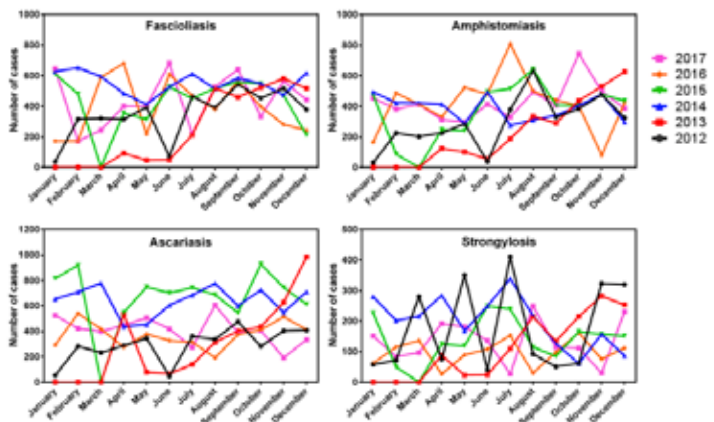 Fascioliasis
Number of cases
1000
800
600
400
200
0
January
February
March
April
May
June
July
August
September
October
November
December
Amphistomiasis
Number of cases
1000
800
600
400
200
0
January
February
March
April
May
June
July
August
September
October
November
December
2017
2016
2015
2014
2013
2012
Ascariasis
Number of cases
1200
1000
800
600
400
200
0
January
February
March
April
May
June
July
August
September
October
November
December
Strongylosis
Number of cases
500
400
300
200
100
0
January
February
March
April
May
June
July
August
September
October
November
December